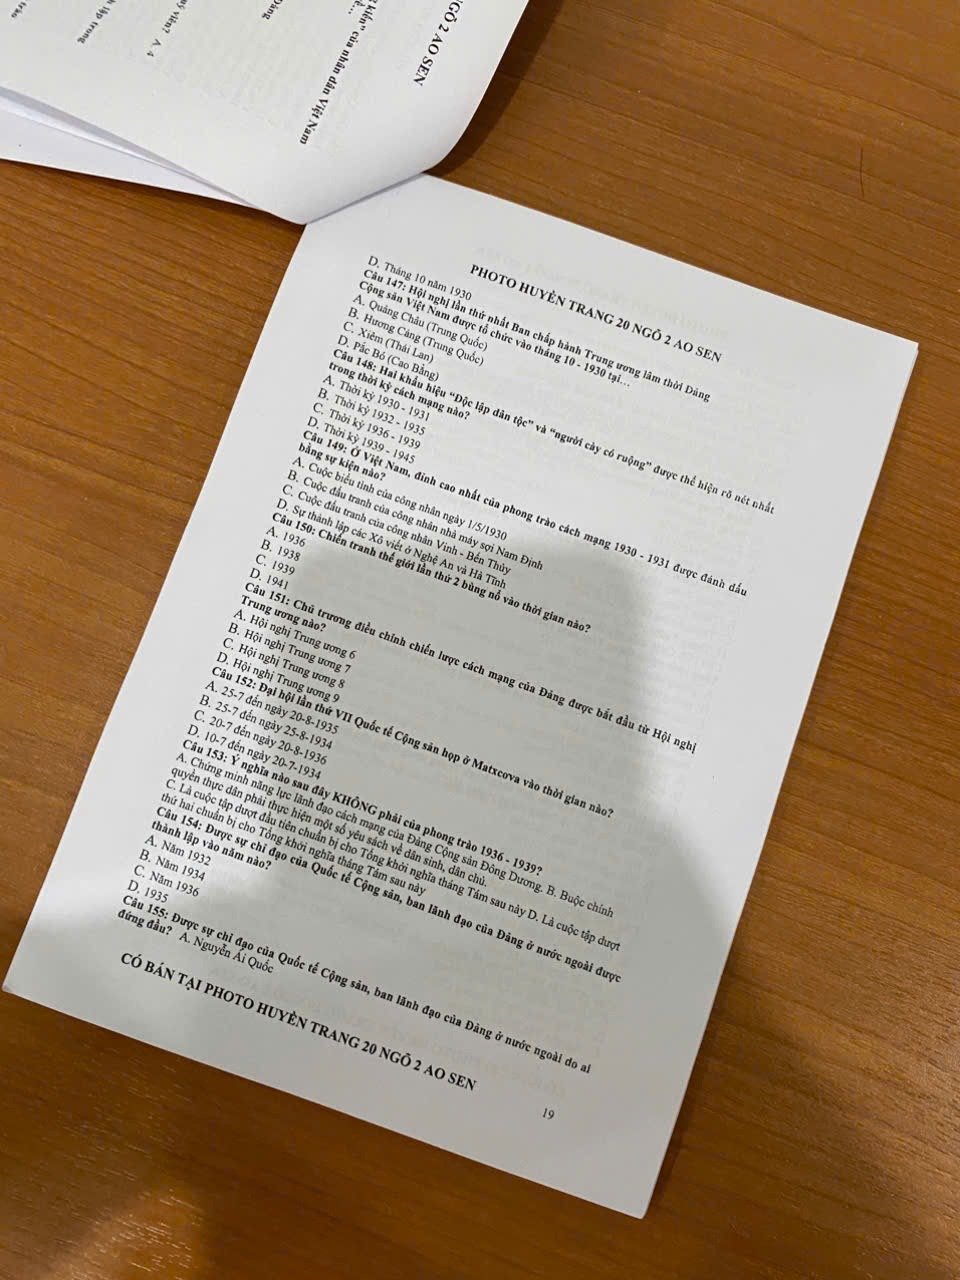 NGÕ 2 AO SEN
kẩn" của nhân dân Việt Nam
Đảng
uỷ viên? A. 4
h lập trong
trào
PHOTO HUYÈN TRANG 20 NGÕ 2 AO SEN
D. Tháng 10 năm 1930
Câu 147: Hội nghị lần thứ nhất Ban chấp hành Trung ương lâm thời Đảng
Cộng sản Việt Nam được tổ chức vào tháng 10 - 1930 tại...
A. Quảng Châu (Trung Quốc)
B. Hương Cảng (Trung Quốc)
C. Xiêm (Thái Lan)
D. Pắc Bó (Cao Bằng)
Câu 148: Hai khẩu hiệu “Độc lập dân tộc” và “người cày có ruộng” được thể hiện rõ nét nhất
trong thời kỳ cách mạng nào?
A. Thời kỳ 1930 - 1931
B. Thời kỳ 1932 - 1935
C. Thời kỳ 1936 - 1939
D. Thời kỳ 1939 - 1945
Câu 149: Ở Việt Nam, đỉnh cao nhất của phong trào cách mạng 1930 - 1931 được đánh dấu
bằng sự kiện nào?
A. Cuộc biểu tình của công nhân ngày 1/5/1930
B. Cuộc đấu tranh của công nhân nhà máy sợi Nam Định
C. Cuộc đấu tranh của công nhân Vinh - Bến Thủy
D. Sự thành lập các Xô viết ở Nghệ An và Hà Tĩnh
Câu 150: Chiến tranh thế giới lần thứ 2 bùng nổ vào thời gian nào?
A. 1936
B. 1938
C. 1939
D. 1941
Câu 151: Chủ trương điều chỉnh chiến lược cách mạng của Đảng được bắt đầu từ Hội nghị
Trung ương nào?
A. Hội nghị Trung ương 6
B. Hội nghị Trung ương 7
C. Hội nghị Trung ương 8
D. Hội nghị Trung ương 9
Câu 152: Đại hội lần thứ VII Quốc tế Cộng sản họp ở Matxcova vào thời gian nào?
A. 25-7 đến ngày 20-8-1935
B. 25-7 đến ngày 25-8-1934
C. 20-7 đến ngày 20-8-1936
D. 10-7 đến ngày 20-7-1934
Câu 153: Ý nghĩa nào sau đây KHÔNG phải của phong trào 1936 - 1939?
A. Chứng minh năng lực lãnh đạo cách mạng của Đảng Cộng sản Đông Dương. B. Buộc chính
quyền thực dân phải thực hiện một số yêu sách về dân sinh, dân chủ.
C. Là cuộc tập dượt đầu tiên chuẩn bị cho Tổng khởi nghĩa tháng Tám sau này D. Là cuộc tập dượt
thứ hai chuẩn bị cho Tổng khởi nghĩa tháng Tám sau này
Câu 154: Được sự chỉ đạo của Quốc tế Cộng sản, ban lãnh đạo của Đảng ở nước ngoài được
thành lập vào năm nào?
A. Năm 1932
B. Năm 1934
C. Năm 1936
D. 1935
Câu 155: Được sự chỉ đạo của Quốc tế Cộng sản, ban lãnh đạo của Đảng ở nước ngoài do ai
đứng đầu? A. Nguyễn Ái Quốc
CÓ BÁN TẠI PHOTO HUYÈN TRANG 20 NGÕ 2 AO SEN
19